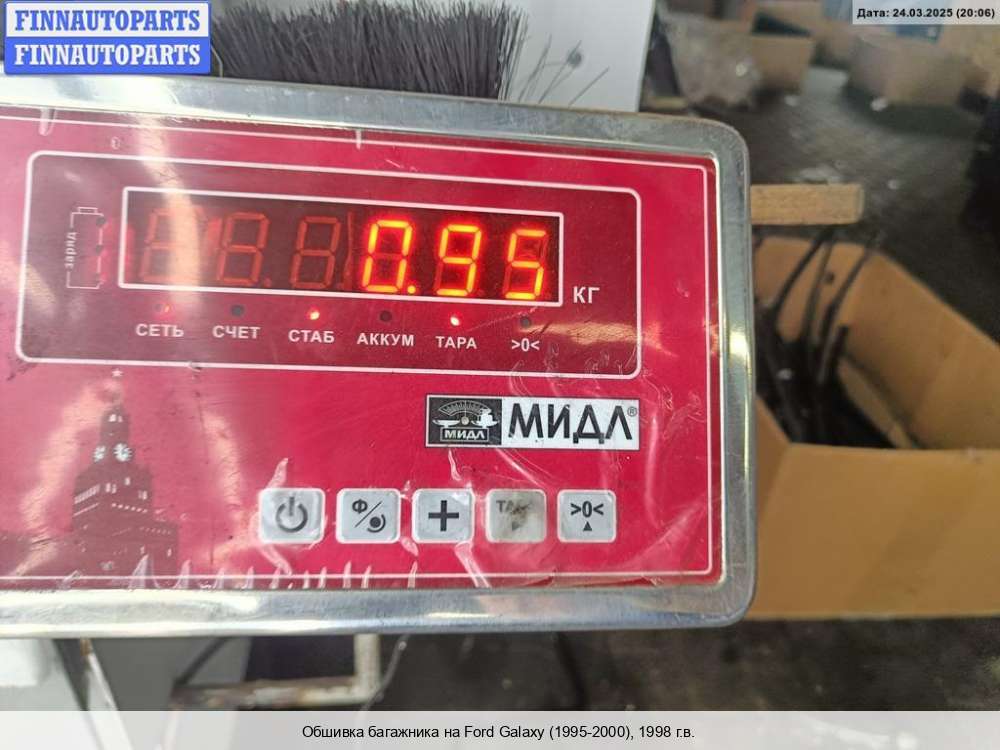 FINNAUTOPARTS
FINNAUTOPARTS
Дата: 24.03.2025 (20:06)
заряд
0.95
КГ
СЕТЬ СЧЕТ СТАБ АККУМ ТАРА >0<
МИДЛ МИДЛ®
Ф/ + >0<
Обшивка багажника на Ford Galaxy (1995-2000), 1998 г.в.